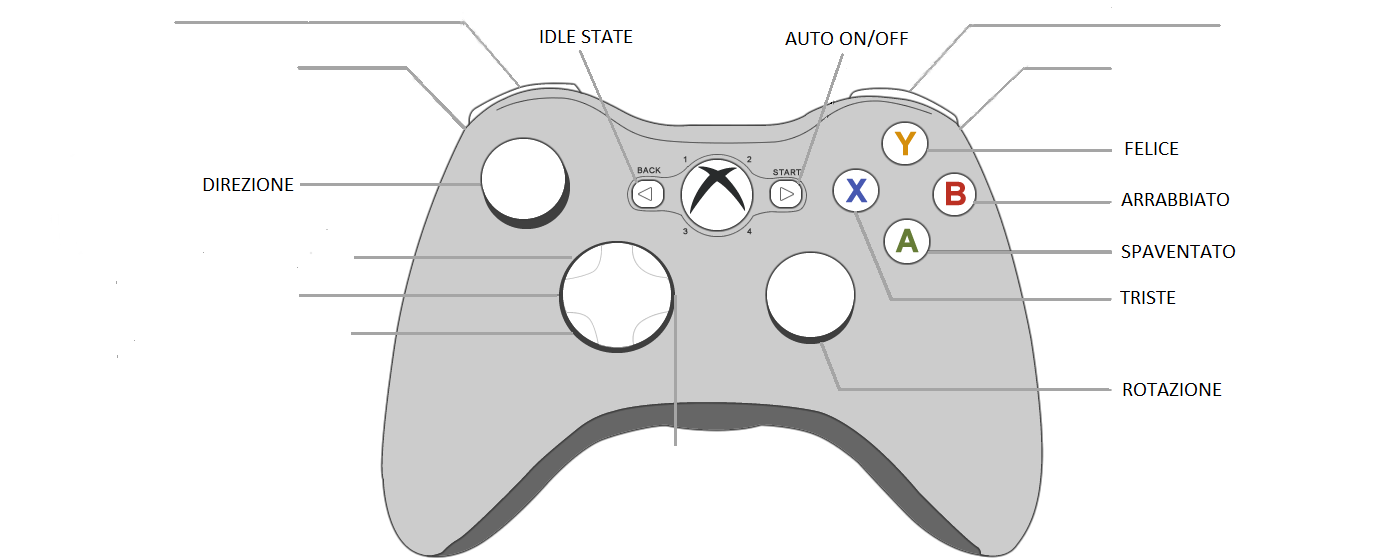 IDLE STATE
AUTO ON/OFF
Y
FELICE
1 2
BACK
START
DIREZIONE
X
B
ARRABBIATO
3 4
A
SPAVENTATO
TRISTE
ROTAZIONE